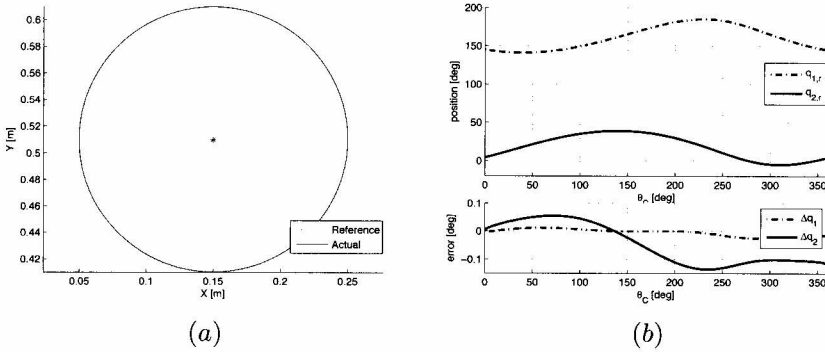 0.6
0.58
0.56
0.54
0.52
0.5
0.48
0.46
0.44
0.42
Y [m]
0.05
0.1
0.15
0.2
0.25
X [m]
Reference
Actual
(a)
200
150
100
50
0
position [deg]
q1,r
q2,r
0
50
100
150
200
250
300
350
θC [deg]
0.1
0
−0.1
error [deg]
Δq1
Δq2
0
50
100
150
200
250
300
350
θC [deg]
(b)